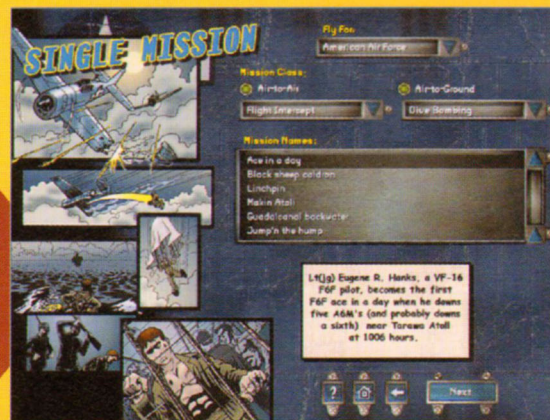 SINGLE MISSION
Fly For:
American Air Force
Mission Class:
Air-to-Air
Air-to-Ground
Flight Intercept
Dive Bombing
Mission Names:
Ace in a day
Black sheep caldron
Linchpin
Makin Atoll
Guadalcanal backwater
Jump'n the hump
Lt(jg) Eugene R. Hanks, a VF-16
F6F pilot, becomes the first
F6F ace in a day when he downs
five A6M's (and probably downs
a sixth) near Tarawa Atoll
at 1006 hours.
?
Next